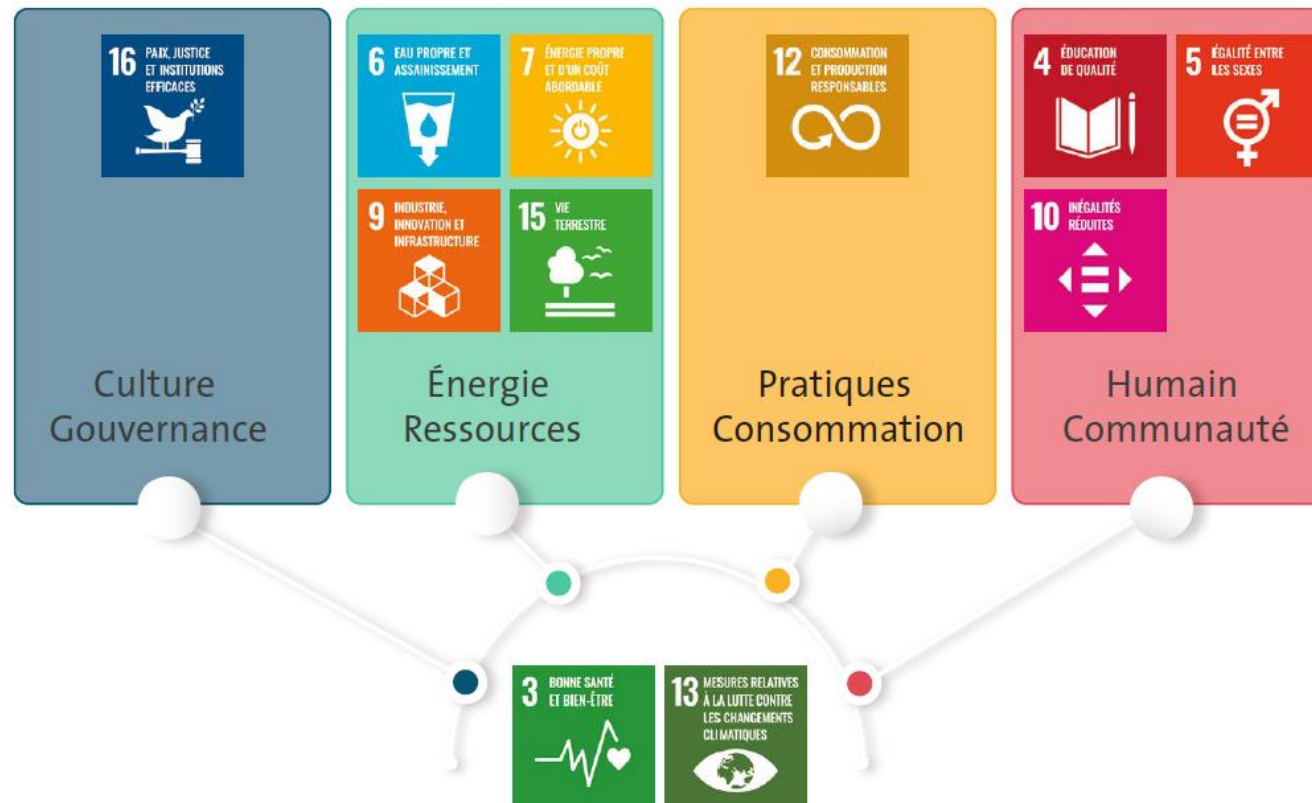 16 PAIX, JUSTICE
ET INSTITUTIONS
EFFICACES
Culture
Gouvernance
6 EAU PROPRE ET
ASSAINISSEMENT
7 ÉNERGIE PROPRE
ET D'UN COÛT
ABORDABLE
9 INDUSTRIE,
INNOVATION ET
INFRASTRUCTURE
15 VIE
TERRESTRE
Énergie
Ressources
12 CONSOMMATION
ET PRODUCTION
RESPONSABLES
Pratiques
Consommation
4 ÉDUCATION
DE QUALITÉ
5 ÉGALITÉ ENTRE
LES SEXES
10 INÉGALITÉS
RÉDUITES
Humain
Communauté
3 BONNE SANTÉ
ET BIEN-ÊTRE
13 MESURES RELATIVES
À LA LUTTE CONTRE
LES CHANGEMENTS
CLIMATIQUES